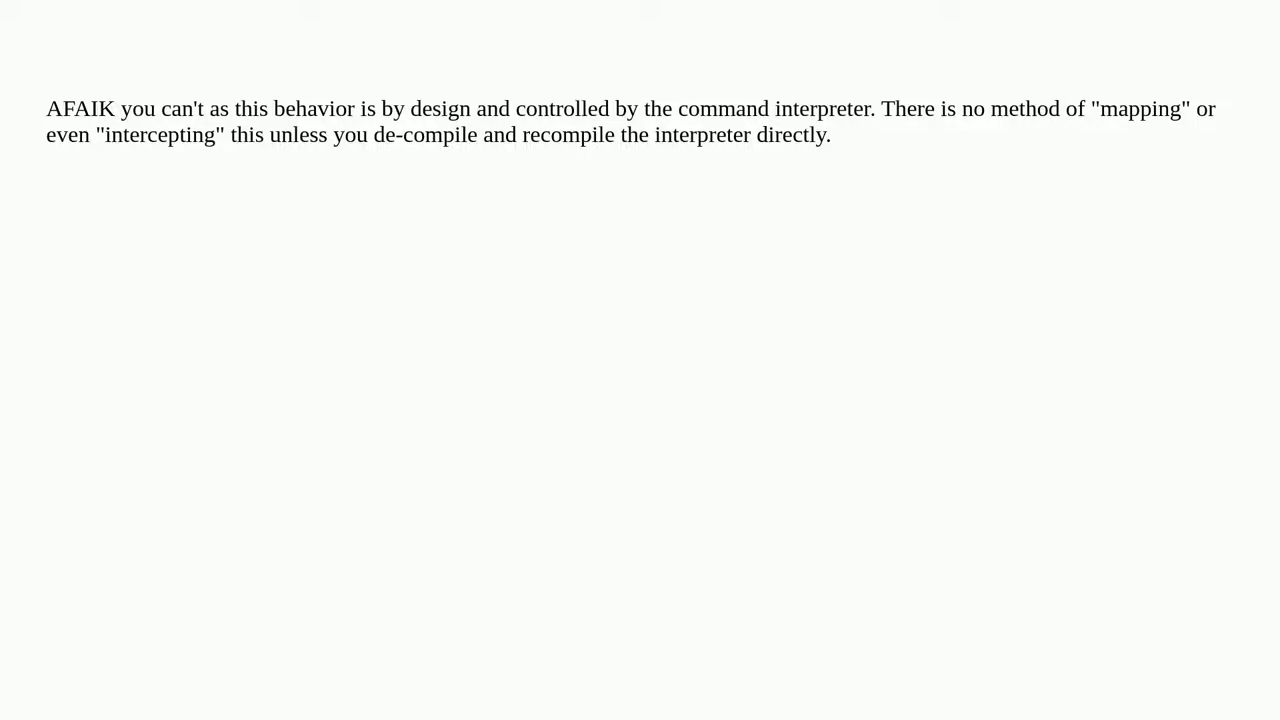 AFAIK you can't as this behavior is by design and controlled by the command interpreter. There is no method of "mapping" or
even "intercepting" this unless you de-compile and recompile the interpreter directly.